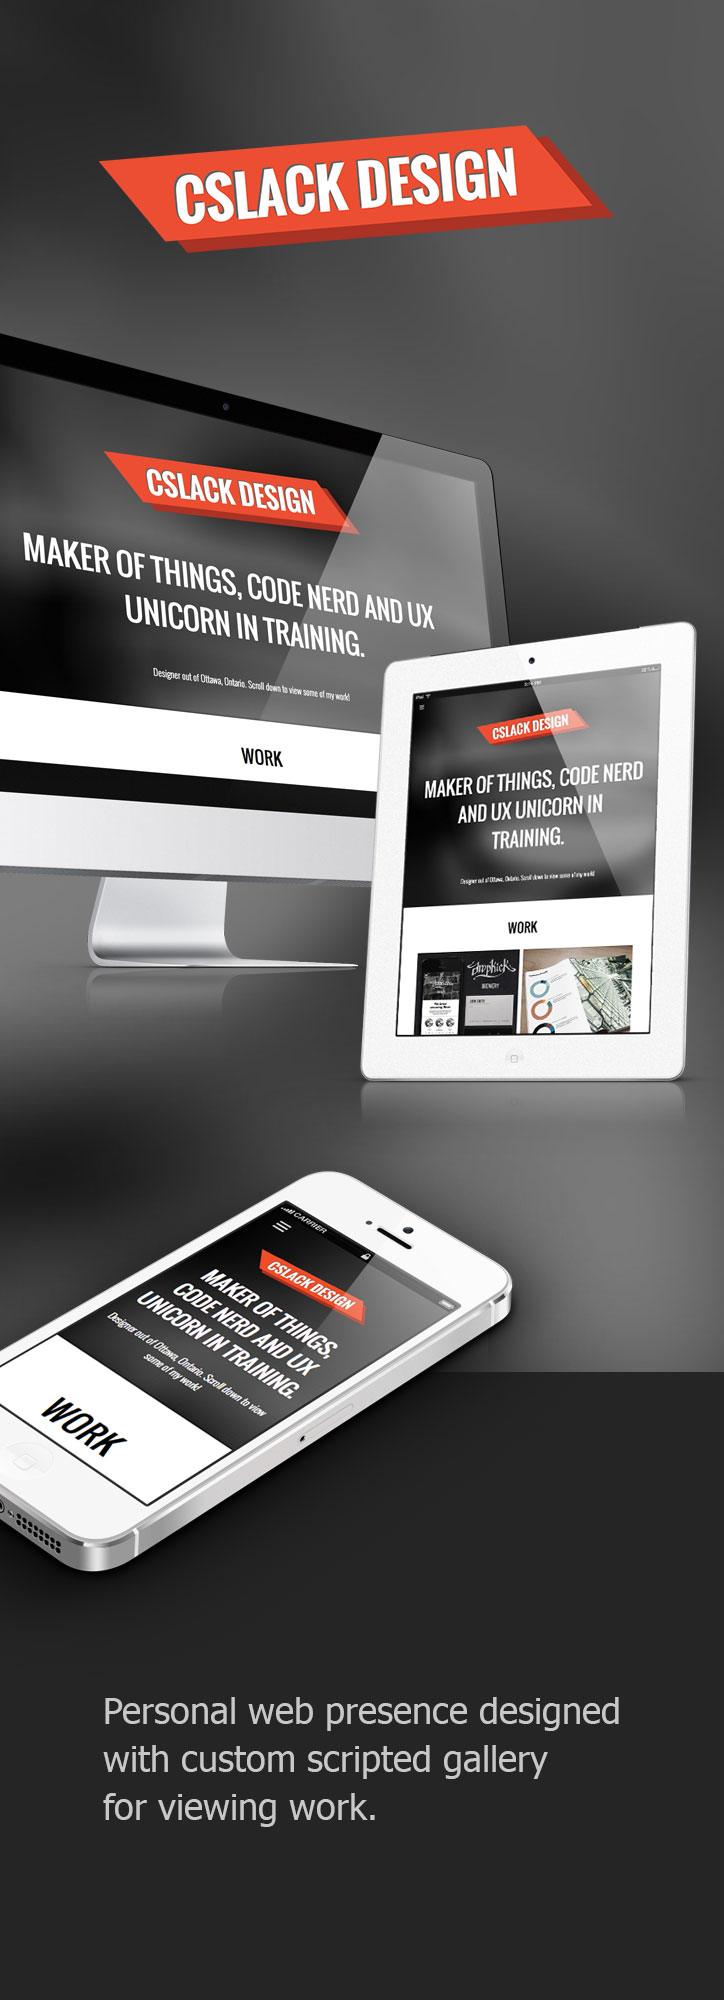 CSLACK DESIGN
CSLACK DESIGN
MAKER OF THINGS, CODE NERD AND UX
UNICORN IN TRAINING.
Designer out of Ottawa, Ontario. Scroll down to view some of my work!
WORK
iPad
CSLACK DESIGN
MAKER OF THINGS, CODE NERD
AND UX UNICORN IN
TRAINING.
Designer out of Ottawa, Ontario. Scroll down to view some of my work!
WORK
dropkick
CARRIER
CSLACK DESIGN
MAKER OF THINGS,
CODE NERD AND UX
UNICORN IN TRAINING.
Designer out of Ottawa, Ontario. Scroll down to view
some of my work!
WORK
Personal web presence designed
with custom scripted gallery
for viewing work.